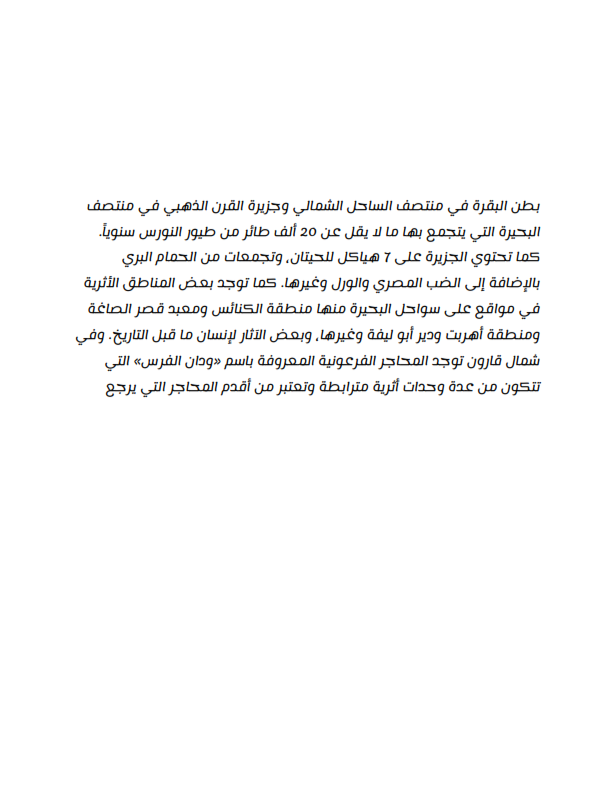 بطن البقرة في منتصف الساحل الشمالي وجزيرة القرن الذهبي في منتصف
البحيرة التي يتجمع بها ما لا يقل عن 20 ألف طائر من طيور النورس سنوياً.
كما تحتوي الجزيرة على 7 هياكل للحيتان، وتجمعات من الحمام البري
بالإضافة إلى الضب المصري والورل وغيرها. كما توجد بعض المناطق الأثرية
في مواقع على سواحل البحيرة منها منطقة الكنائس ومعبد قصر الصاغة
ومنطقة أهربت ودير أبو ليفة وغيرها، وبعض الآثار لإنسان ما قبل التاريخ. وفي
شمال قارون توجد المحاجر الفرعونية المعروفة باسم «ودان الفرس» التي
تتكون من عدة وحدات أثرية مترابطة وتعتبر من أقدم المحاجر التي يرجع